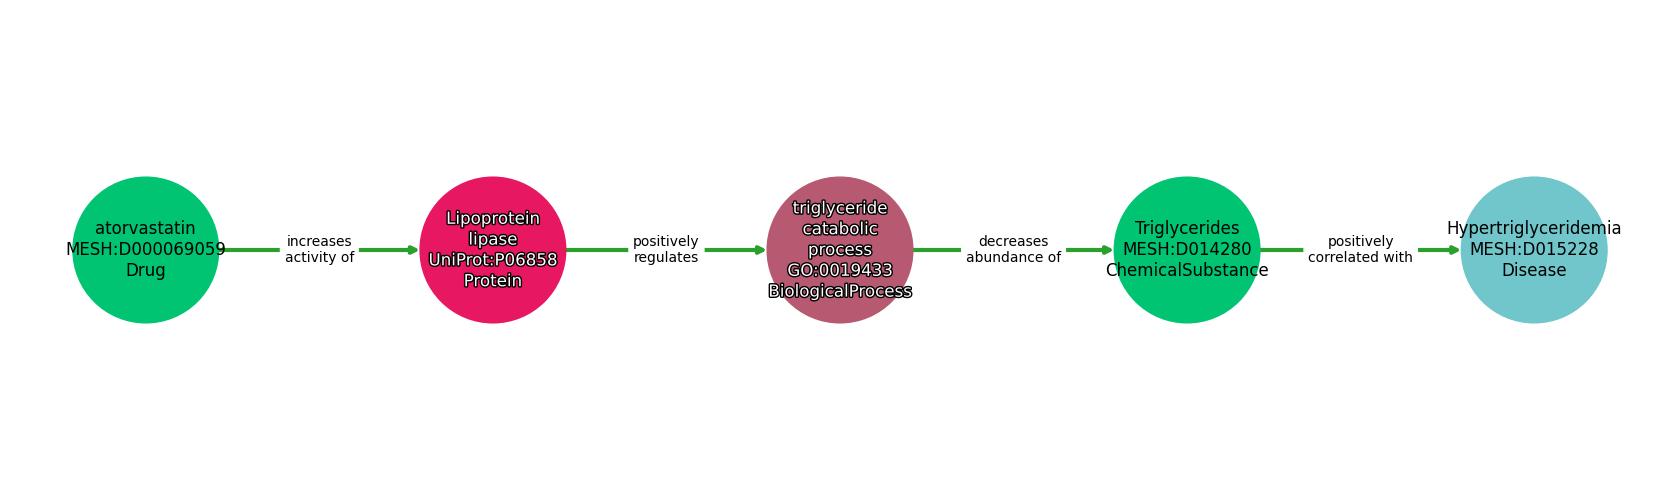 atorvastatin
MESH:D000069059
Drug
increases
activity of
Lipoprotein
lipase
UniProt:P06858
Protein
positively
regulates
triglyceride
catabolic
process
GO:0019433
BiologicalProcess
decreases
abundance of
Triglycerides
MESH:D014280
ChemicalSubstance
positively
correlated with
Hypertriglyceridemia
MESH:D015228
Disease